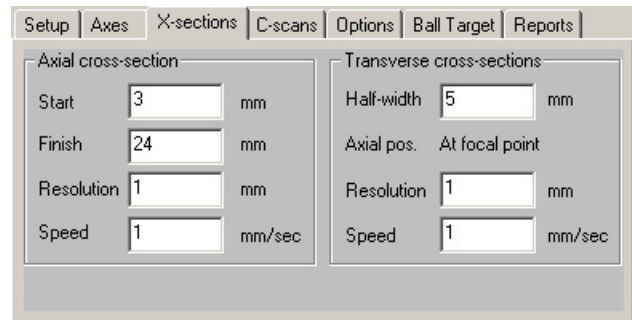 Setup Axes X-sections C-scans Options Ball Target Reports
Axial cross-section
Start 3 mm
Finish 24 mm
Resolution 1 mm
Speed 1 mm/sec
Transverse cross-sections
Half-width 5 mm
Axial pos. At focal point
Resolution 1 mm
Speed 1 mm/sec